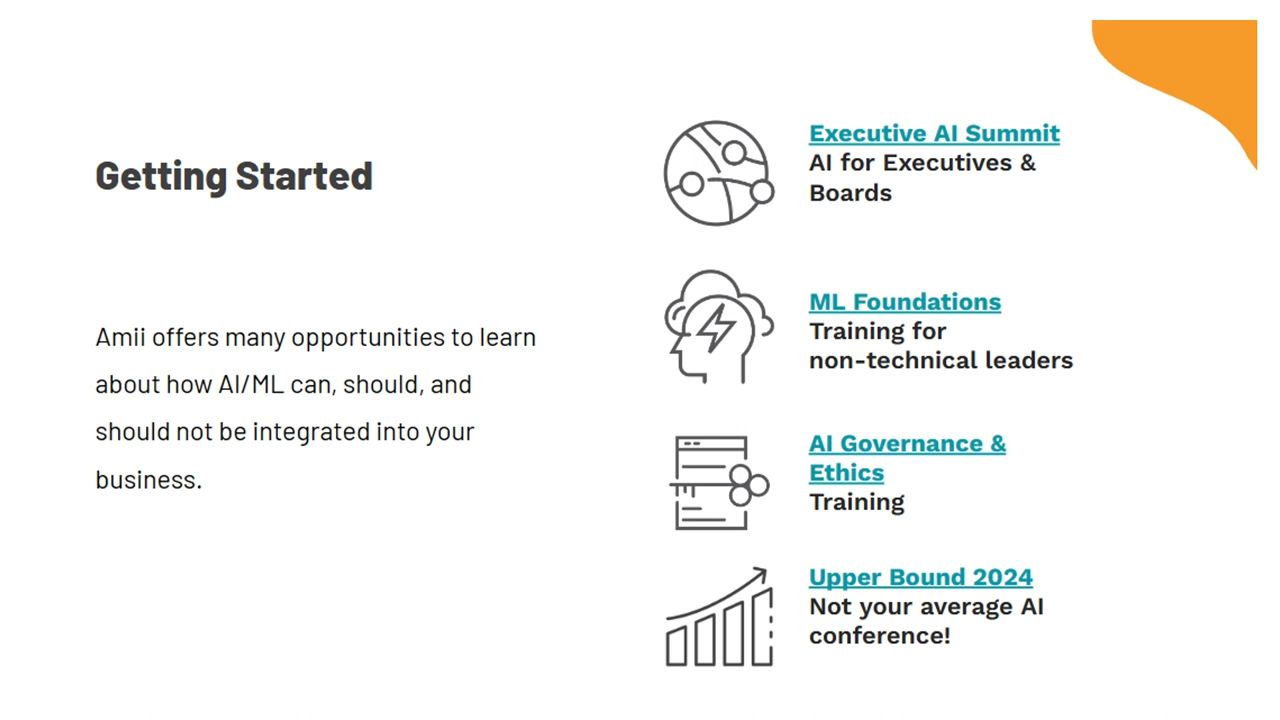 Getting Started
Amii offers many opportunities to learn
about how AI/ML can, should, and
should not be integrated into your
business.
Executive AI Summit
AI for Executives &
Boards
ML Foundations
Training for
non-technical leaders
AI Governance &
Ethics
Training
Upper Bound 2024
Not your average AI
conference!